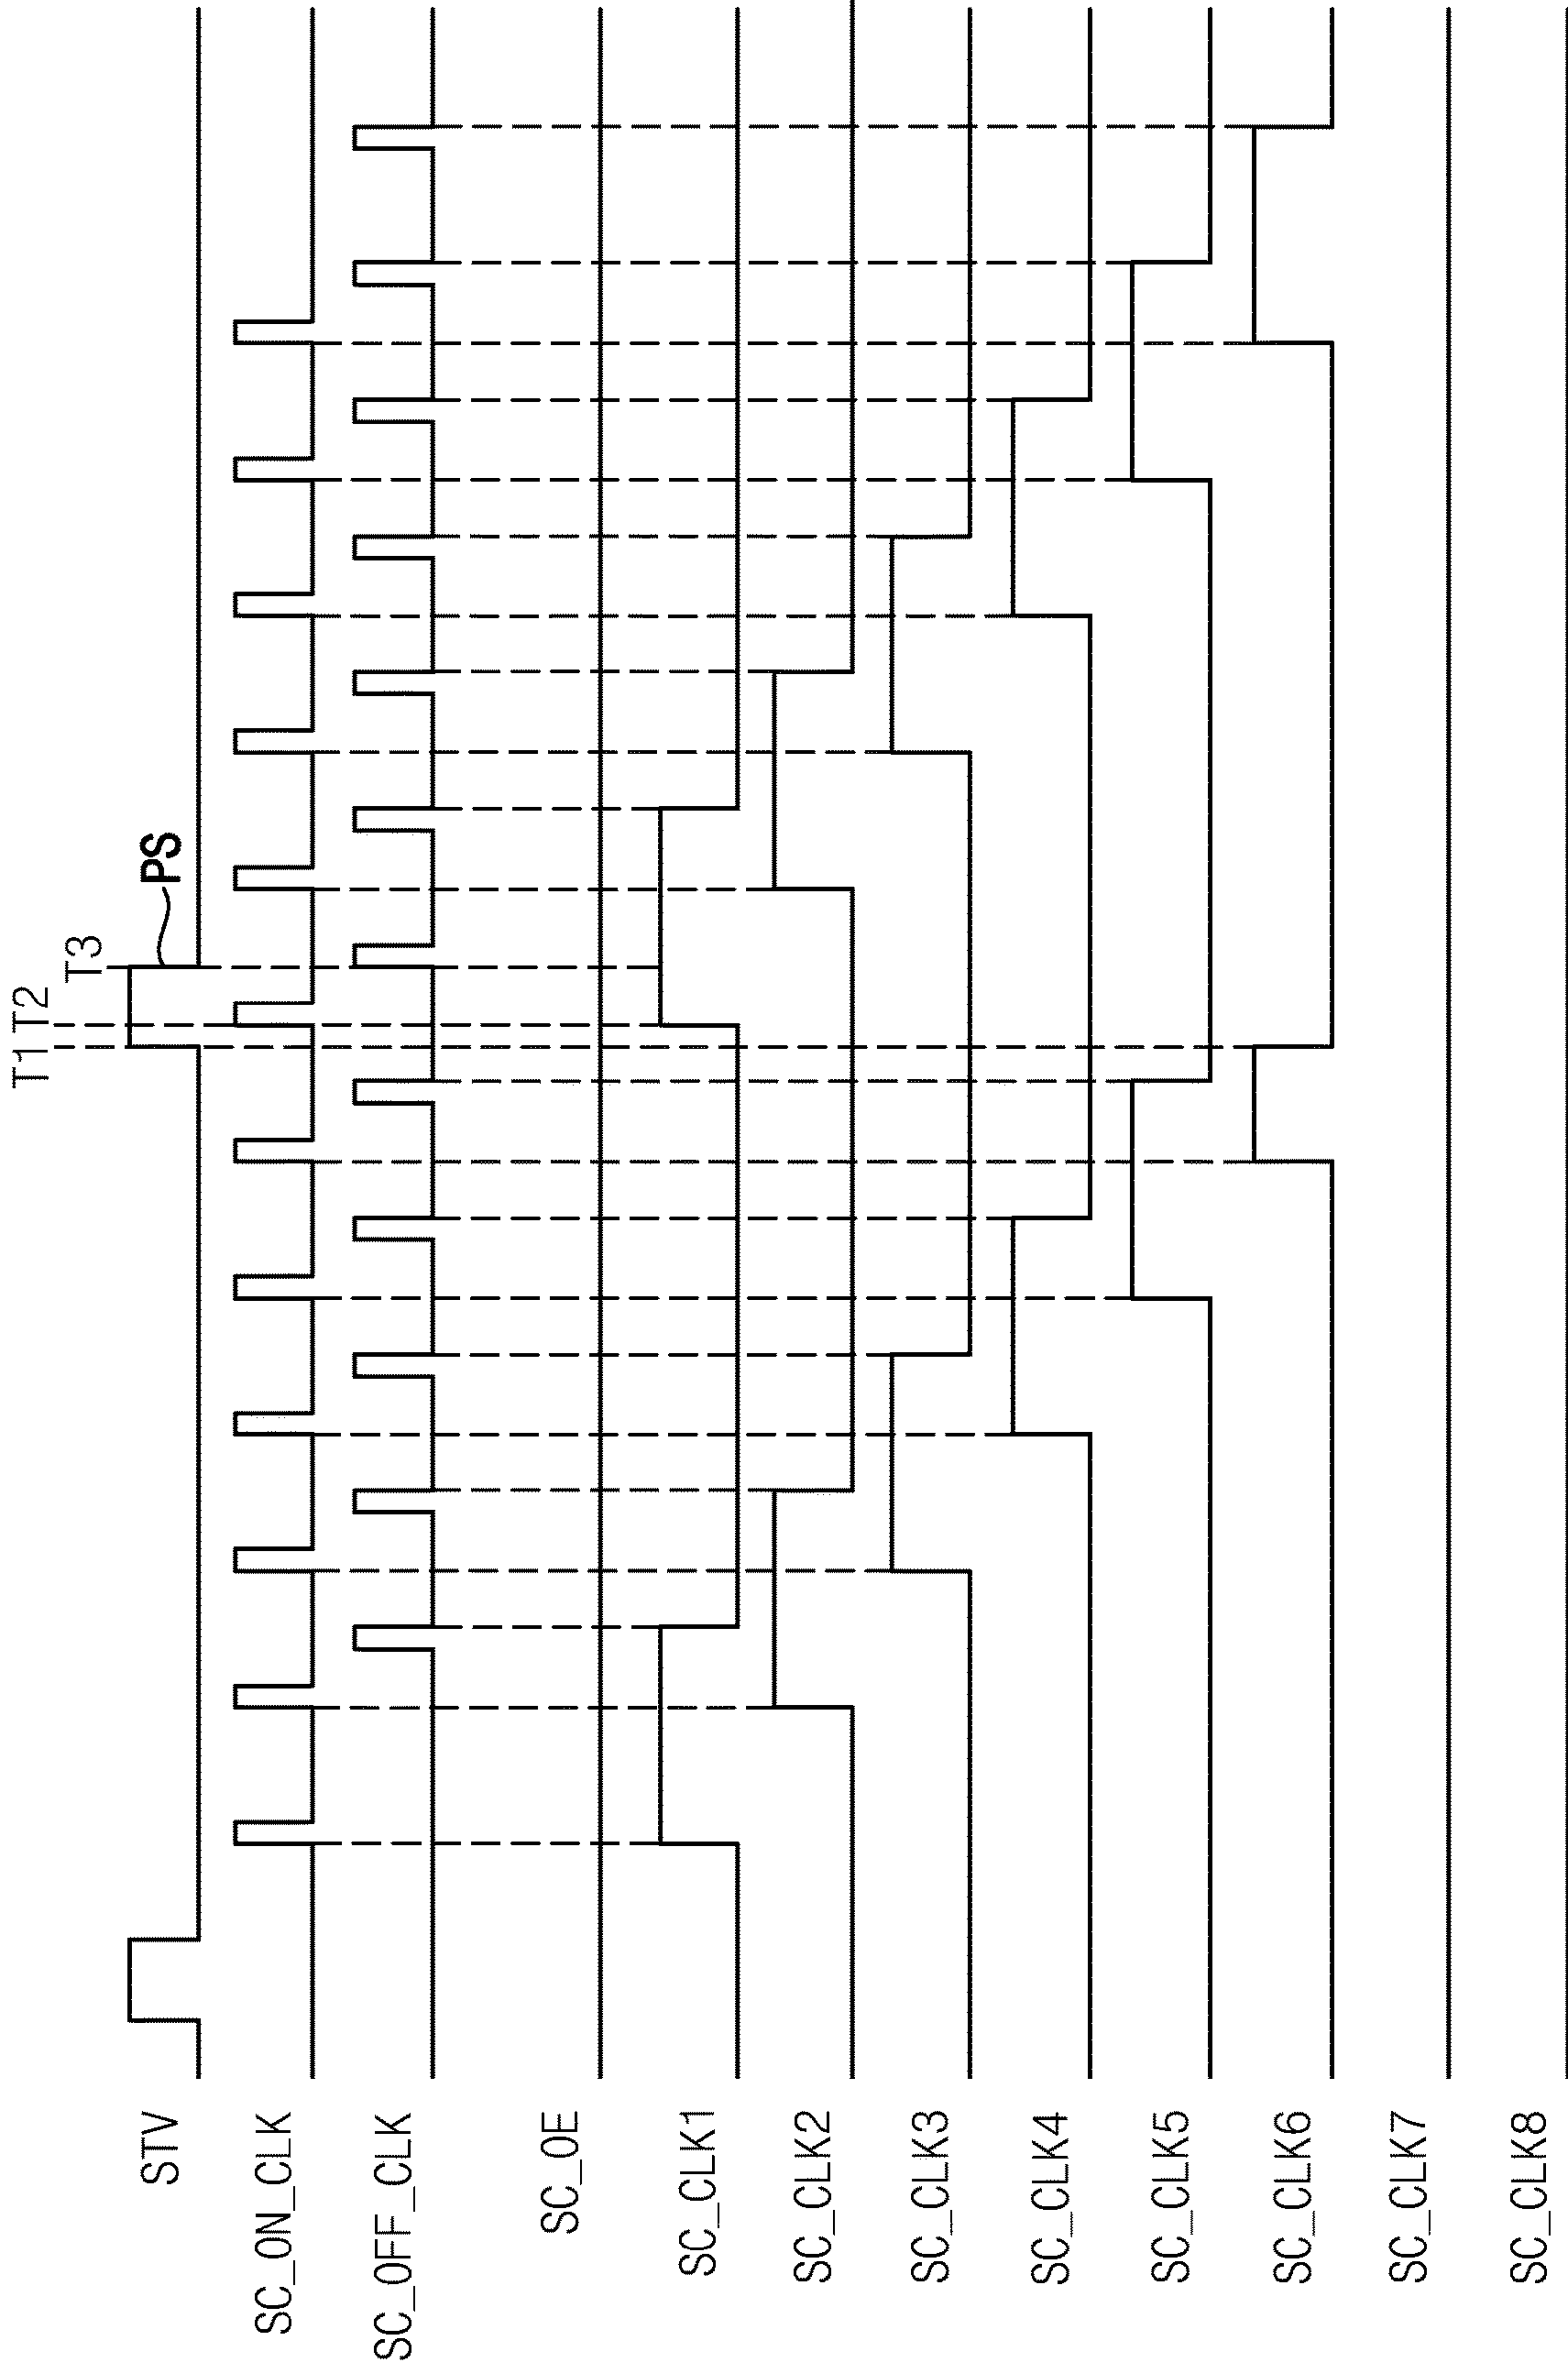 T1 T2
T3
PS
STV
SC_ON_CLK
SC_OFF_CLK
SC_OE
SC_CLK1
SC_CLK2
SC_CLK3
SC_CLK4
SC_CLK5
SC_CLK6
SC_CLK7
SC_CLK8